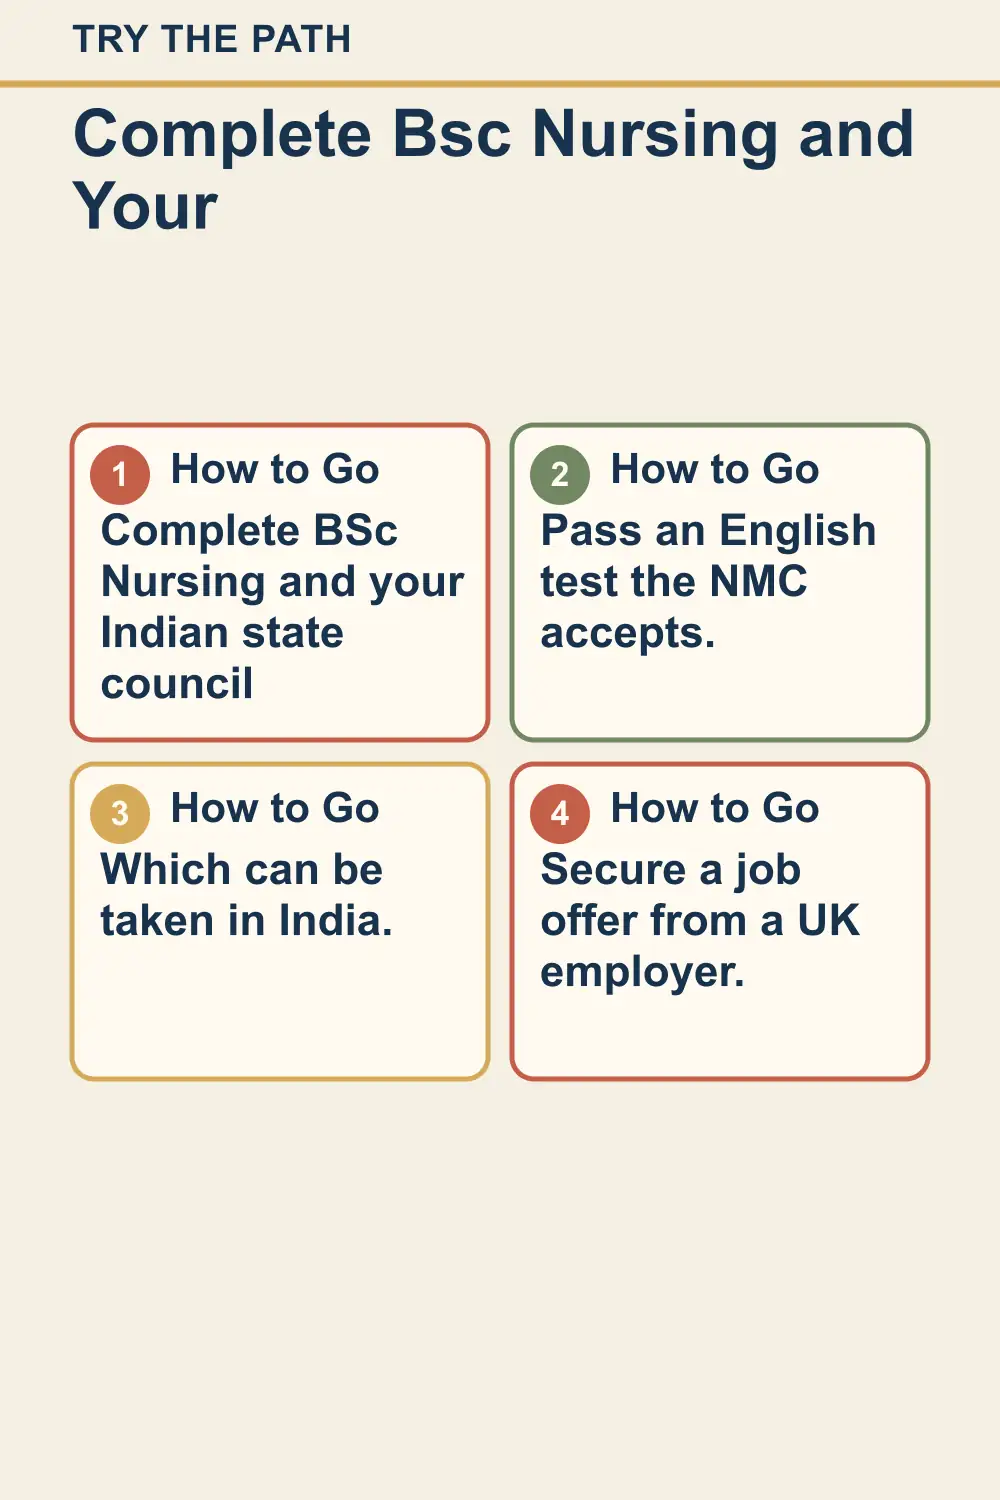 TRY THE PATH
Complete Bsc Nursing and
Your
1 How to Go
Complete BSc
Nursing and your
Indian state
council
2 How to Go
Pass an English
test the NMC
accepts.
3 How to Go
Which can be
taken in India.
4 How to Go
Secure a job
offer from a UK
employer.